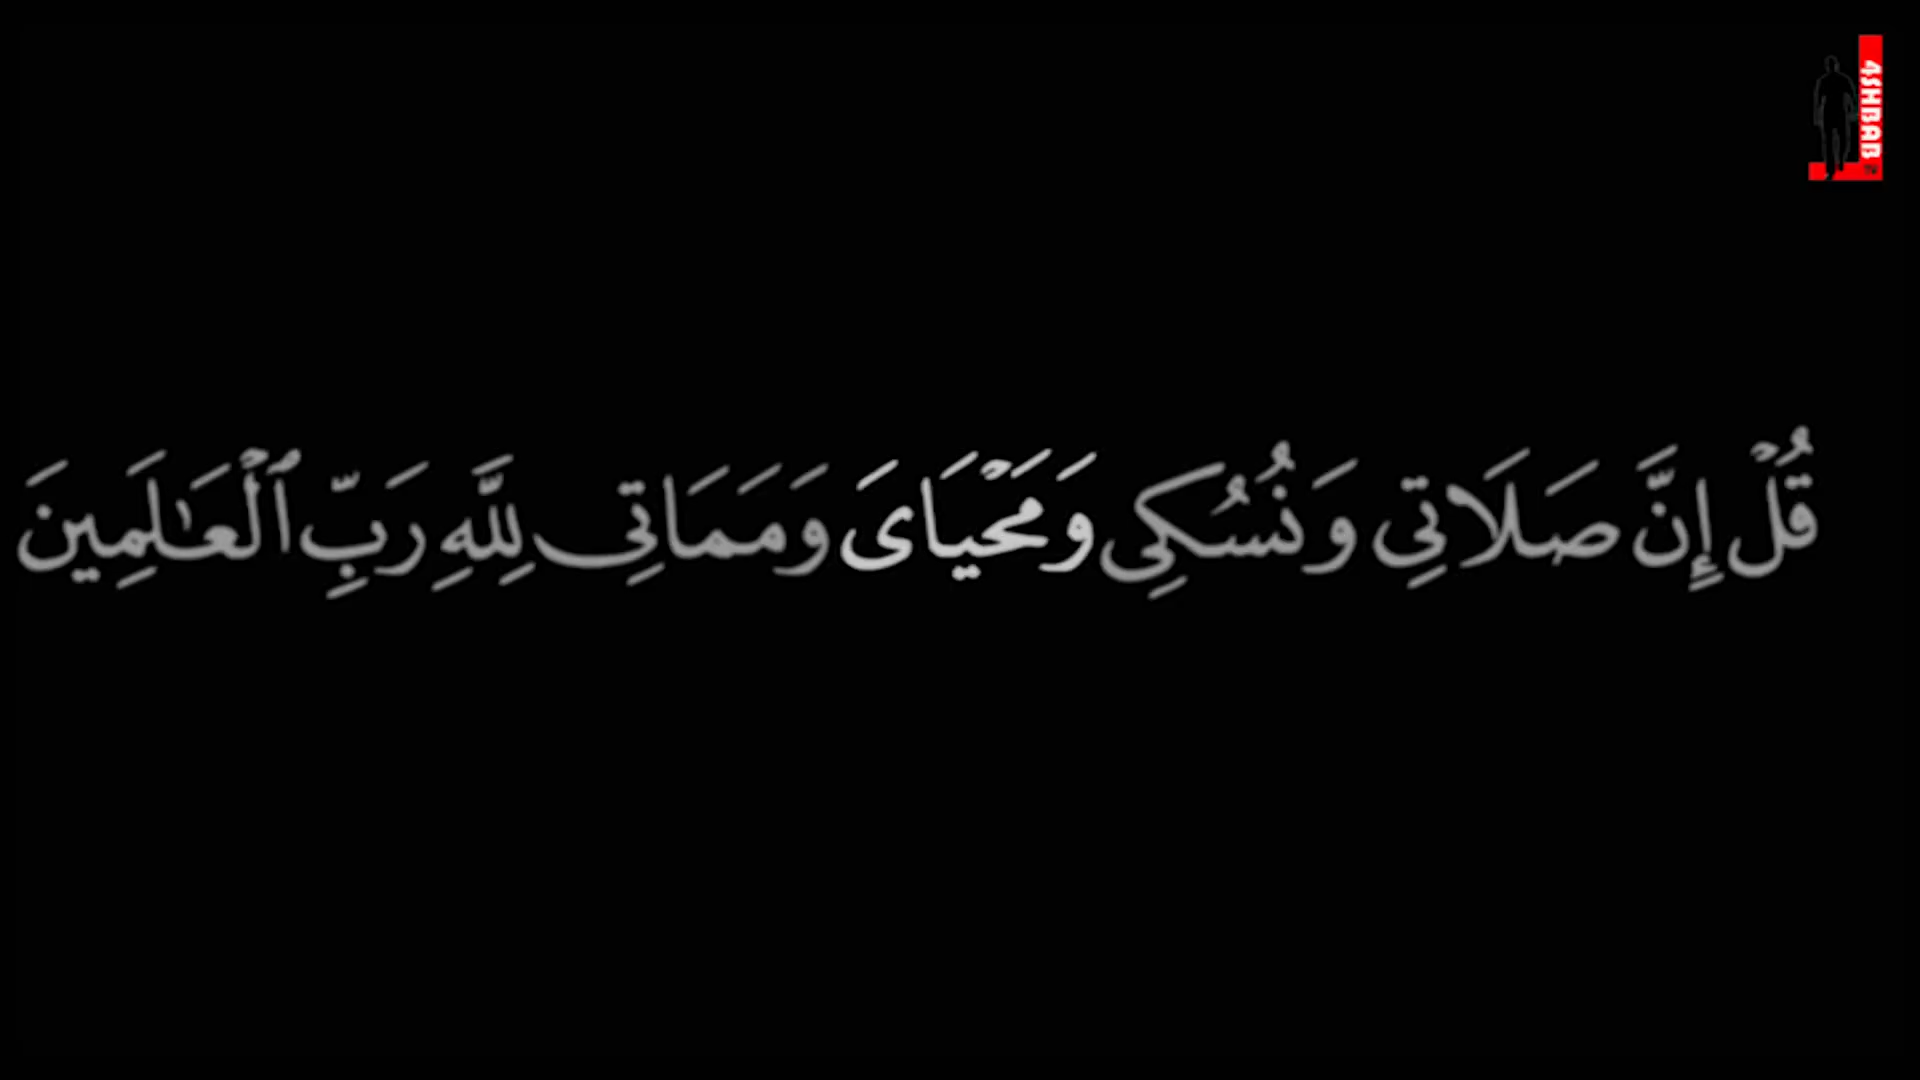 4SHBAB
قُلْ إِنَّ صَلَاتِي وَنُسُكِي وَمَحْيَايَ وَمَمَاتِي لِلَّهِ رَبِّ ٱلْعَـٰلَمِينَ